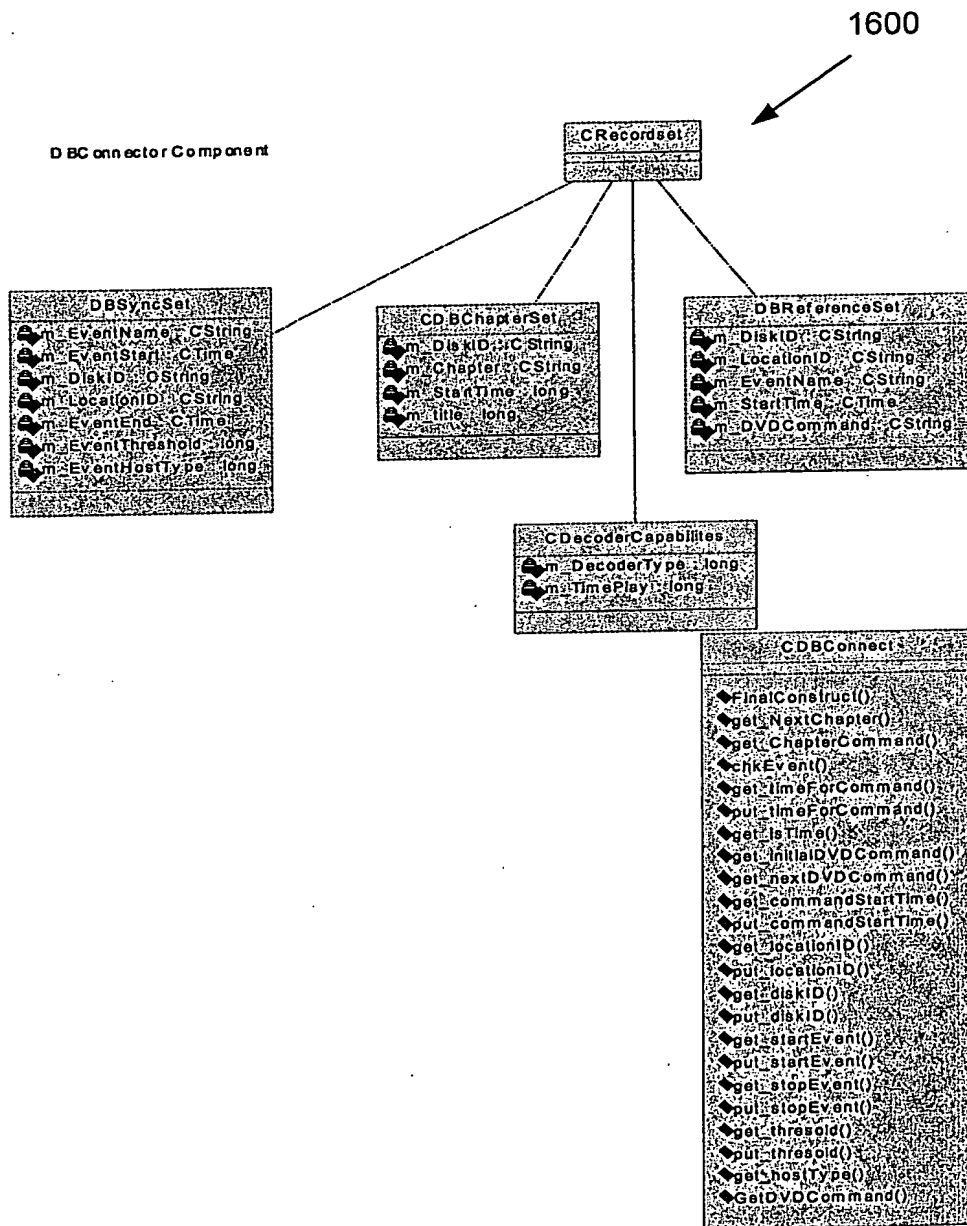 1600
DBConnector Component
CRecordset
DBSyncSet
m_EventName : CString
m_EventStart : CTime
m_DiskID : CString
m_LocationID : CString
m_EventEnd : CTime
m_EventThreshold : long
m_EventHostType : long
CDBChapterSet
m_DiskID : CString
m_Chapter : CString
m_StartTime : long
m_title : long
DBReferenceSet
m_DiskID : CString
m_LocationID : CString
m_EventName : CString
m_StartTime : CTime
m_DVDCommand : CString
CDecoderCapabilites
m_DecoderType : long
m_TimePlay : long
CDBConnect
FinalConstruct()
get_NextChapter()
get_ChapterCommand()
chkEvent()
get_timeForCommand()
put_timeForCommand()
get_isTime()
get_initialDVDCommand()
get_nextDVDCommand()
get_commandStartTime()
put_commandStartTime()
get_locationID()
put_locationID()
get_diskID()
put_diskID()
get_startEvent()
put_startEvent()
get_stopEvent()
put_stopEvent()
get_thresold()
put_thresold()
get_hostType()
GetDVDCommand()